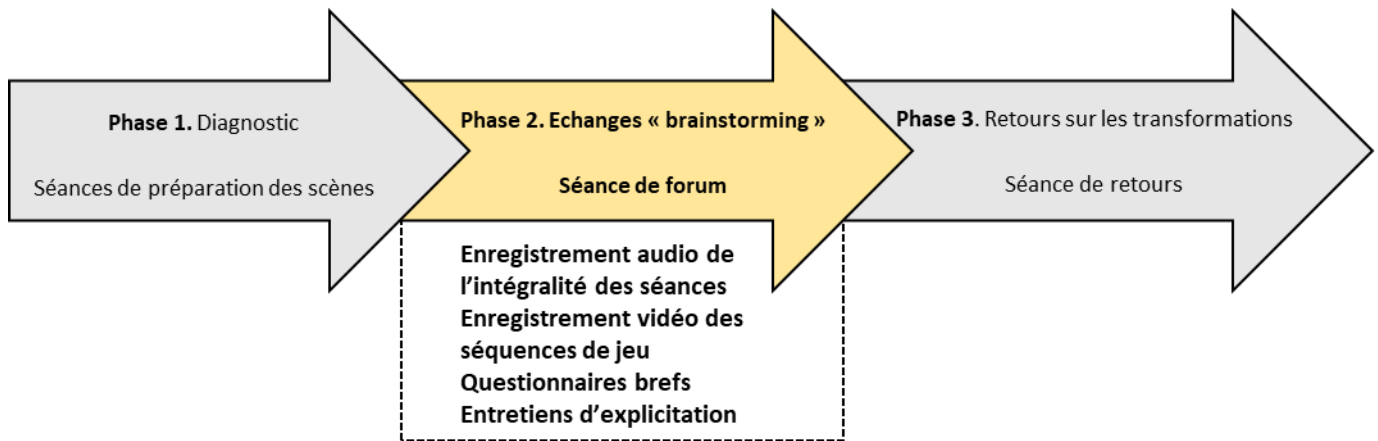 Phase 1. Diagnostic
Séances de préparation des scènes
Phase 2. Echanges « brainstorming »
Séance de forum
Phase 3. Retours sur les transformations
Séance de retours
Enregistrement audio de
l’intégralité des séances
Enregistrement vidéo des
séquences de jeu
Questionnaires brefs
Entretiens d’explicitation